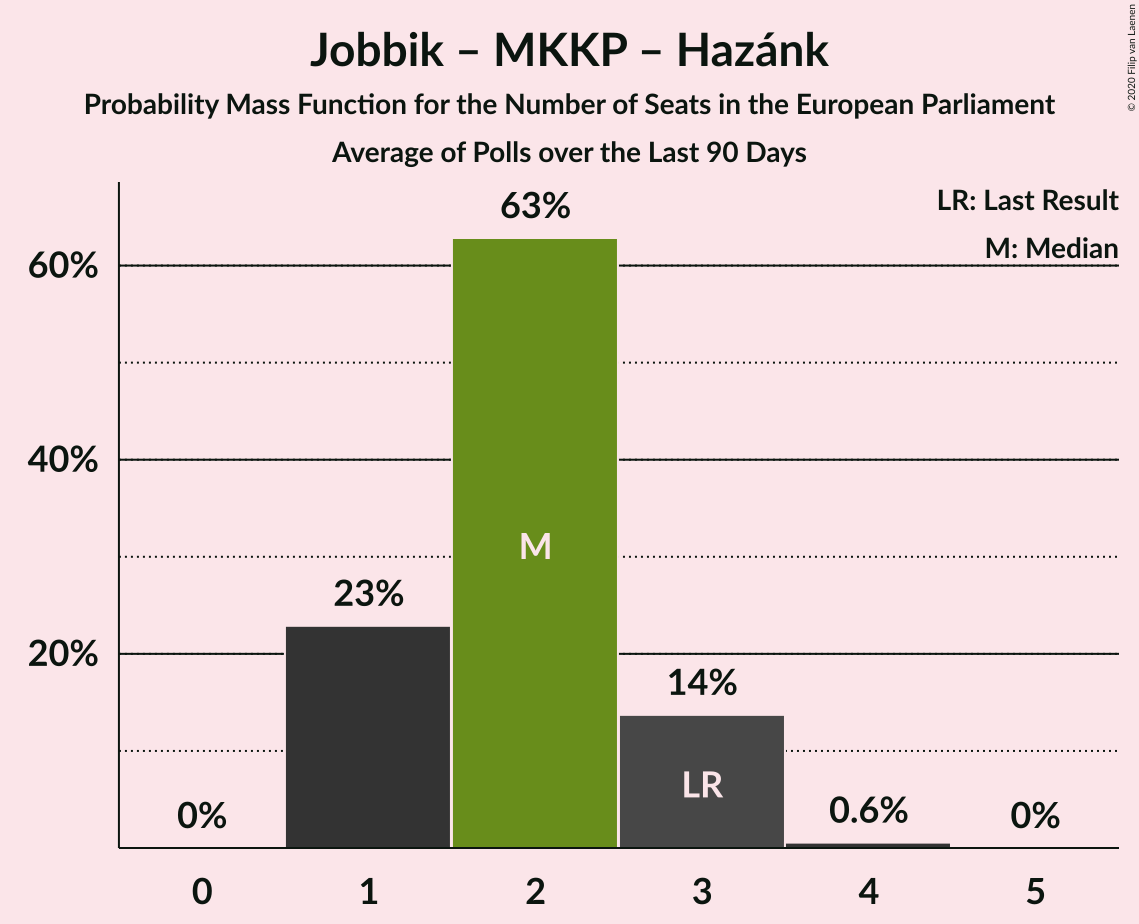 Jobbik – MKKP – Hazánk
Probability Mass Function for the Number of Seats in the European Parliament
Average of Polls over the Last 90 Days
© 2020 Filip van Laenen
LR: Last Result
M: Median
63%
60%
40%
M
23%
20%
14%
LR
0%
0.6%
0%
0 1 2 3 4 5